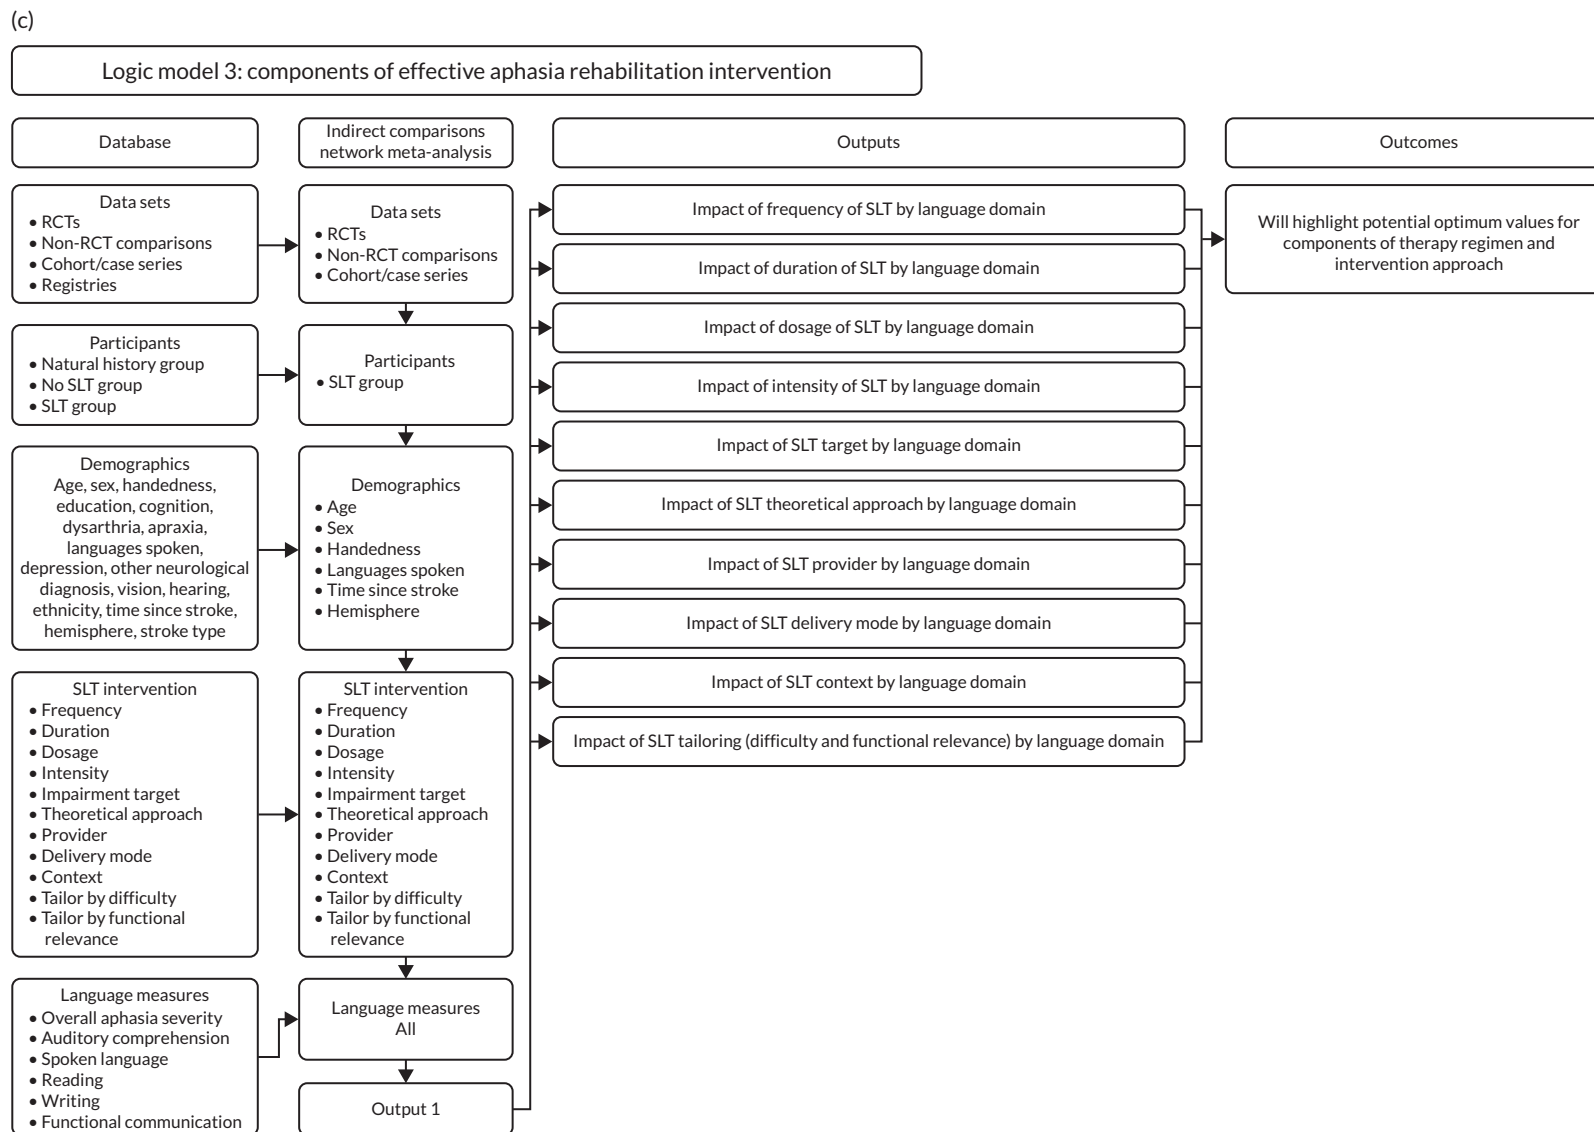 (c)
Logic model 3: components of effective aphasia rehabilitation intervention
Database
Data sets
• RCTs
• Non-RCT comparisons
• Cohort/case series
• Registries
Participants
• Natural history group
• No SLT group
• SLT group
Demographics
Age, sex, handedness,
education, cognition,
dysarthria, apraxia,
languages spoken,
depression, other neurological
diagnosis, vision, hearing,
ethnicity, time since stroke,
hemisphere, stroke type
SLT intervention
• Frequency
• Duration
• Dosage
• Intensity
• Impairment target
• Theoretical approach
• Provider
• Delivery mode
• Context
• Tailor by difficulty
• Tailor by functional
relevance
Language measures
• Overall aphasia severity
• Auditory comprehension
• Spoken language
• Reading
• Writing
• Functional communication
Indirect comparisons
network meta-analysis
Data sets
• RCTs
• Non-RCT comparisons
• Cohort/case series
Participants
• SLT group
Demographics
• Age
• Sex
• Handedness
• Languages spoken
• Time since stroke
• Hemisphere
SLT intervention
• Frequency
• Duration
• Dosage
• Intensity
• Impairment target
• Theoretical approach
• Provider
• Delivery mode
• Context
• Tailor by difficulty
• Tailor by functional
relevance
Language measures
All
Output 1
Outputs
Impact of frequency of SLT by language domain
Impact of duration of SLT by language domain
Impact of dosage of SLT by language domain
Impact of intensity of SLT by language domain
Impact of SLT target by language domain
Impact of SLT theoretical approach by language domain
Impact of SLT provider by language domain
Impact of SLT delivery mode by language domain
Impact of SLT context by language domain
Impact of SLT tailoring (difficulty and functional relevance) by language domain
Outcomes
Will highlight potential optimum values for
components of therapy regimen and
intervention approach